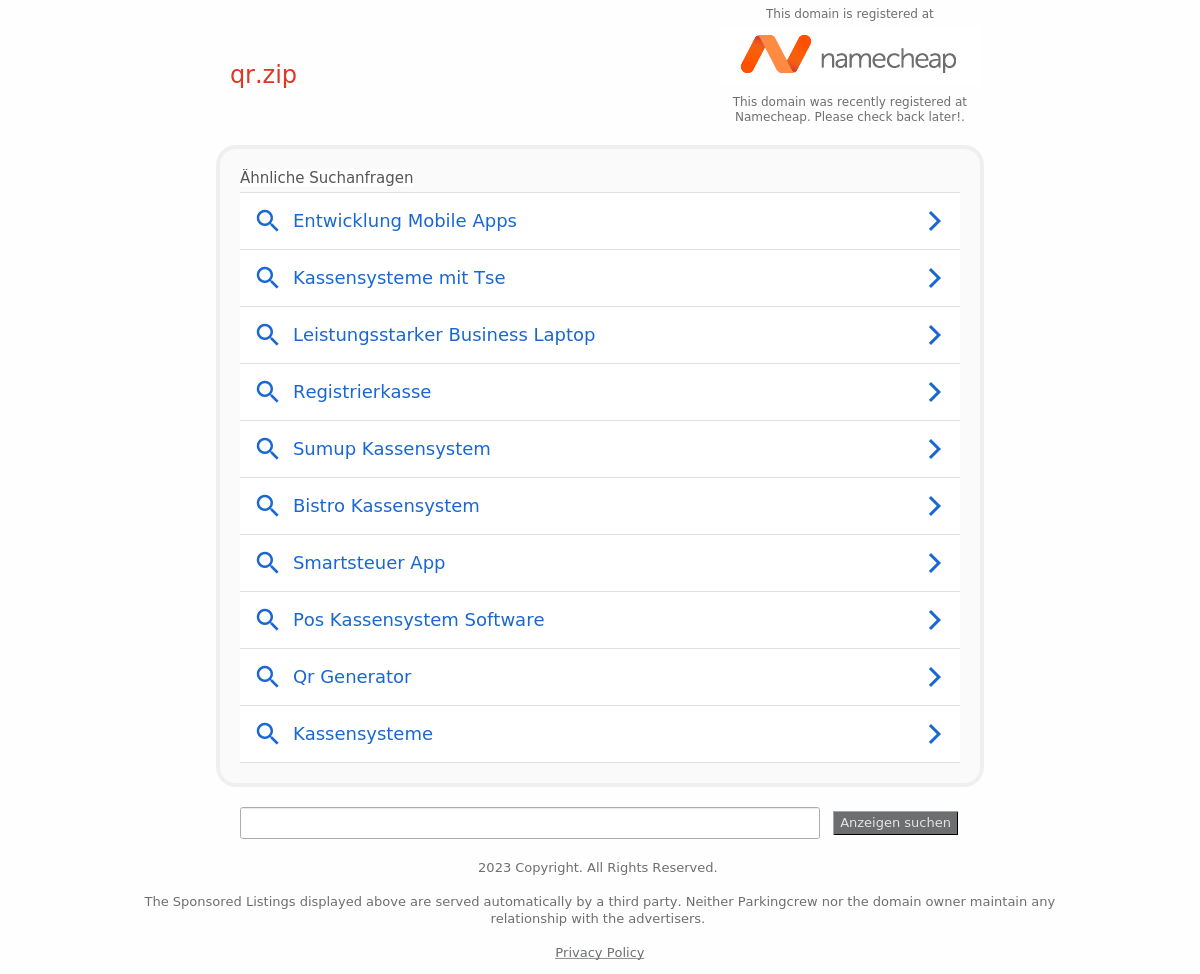 This domain is registered at
namecheap
qr.zip
This domain was recently registered at
Namecheap. Please check back later!.
Ähnliche Suchanfragen
Entwicklung Mobile Apps
Kassensysteme mit Tse
Leistungsstarker Business Laptop
Registrierkasse
Sumup Kassensystem
Bistro Kassensystem
Smartsteuer App
Pos Kassensystem Software
Qr Generator
Kassensysteme
Anzeigen suchen
2023 Copyright. All Rights Reserved.
The Sponsored Listings displayed above are served automatically by a third party. Neither Parkingcrew nor the domain owner maintain any
relationship with the advertisers.
Privacy Policy